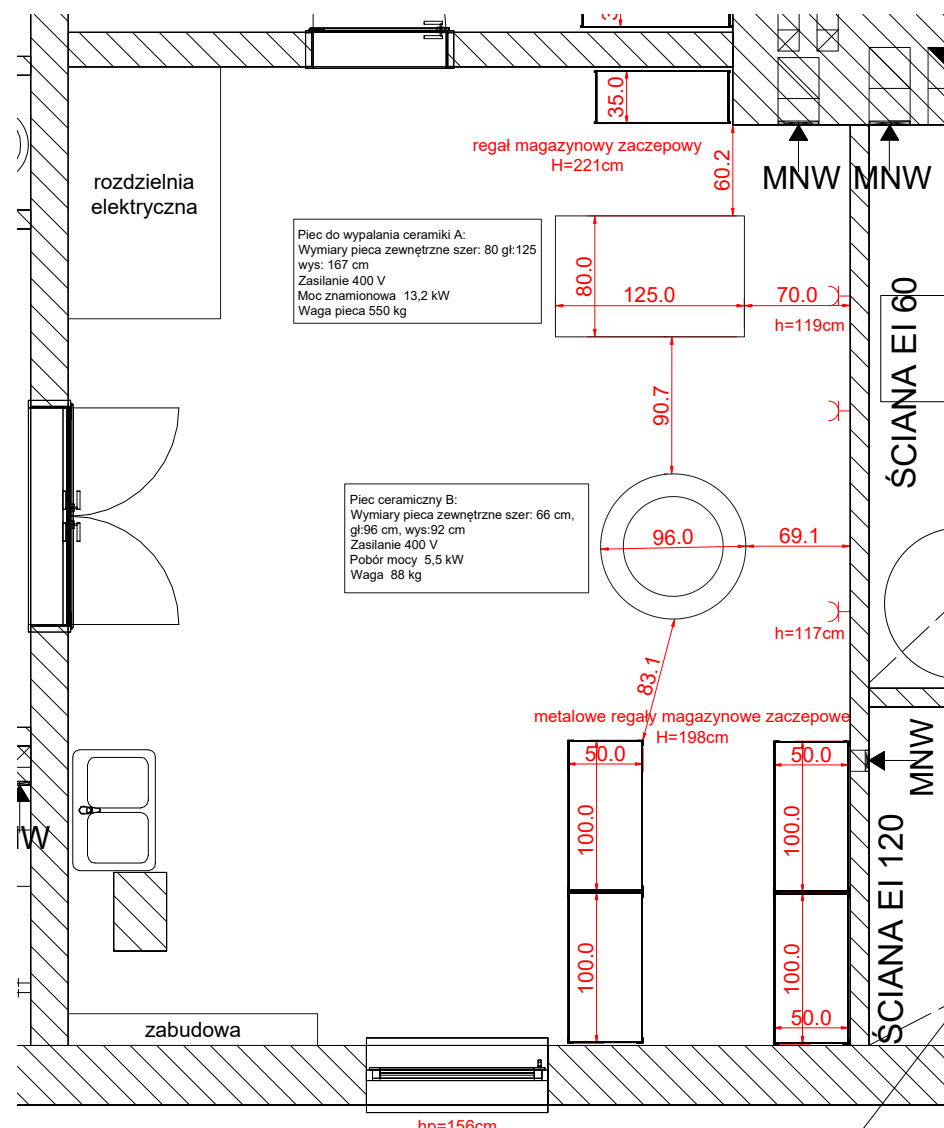 35.0
regał magazynowy zaczepowy
H=221cm
60.2
MNW
MNW
rozdzielnia
elektryczna
Piec do wypalania ceramiki A:
Wymiary pieca zewnętrzne szer: 80 gł:125
wys: 167 cm
Zasilanie 400 V
Moc znamionowa 13,2 kW
Waga pieca 550 kg
80.0
125.0
70.0
h=119cm
ŚCIANA EI 60
90.7
Piec ceramiczny B:
Wymiary pieca zewnętrzne szer: 66 cm,
gł:96 cm, wys:92 cm
Zasilanie 400 V
Pobór mocy 5,5 kW
Waga 88 kg
96.0
69.1
h=117cm
83.1
metalowe regały magazynowe zaczepowe
H=198cm
50.0
50.0
MNW
100.0
100.0
ŚCIANA EI 120
100.0
100.0
50.0
zabudowa
hp=156cm